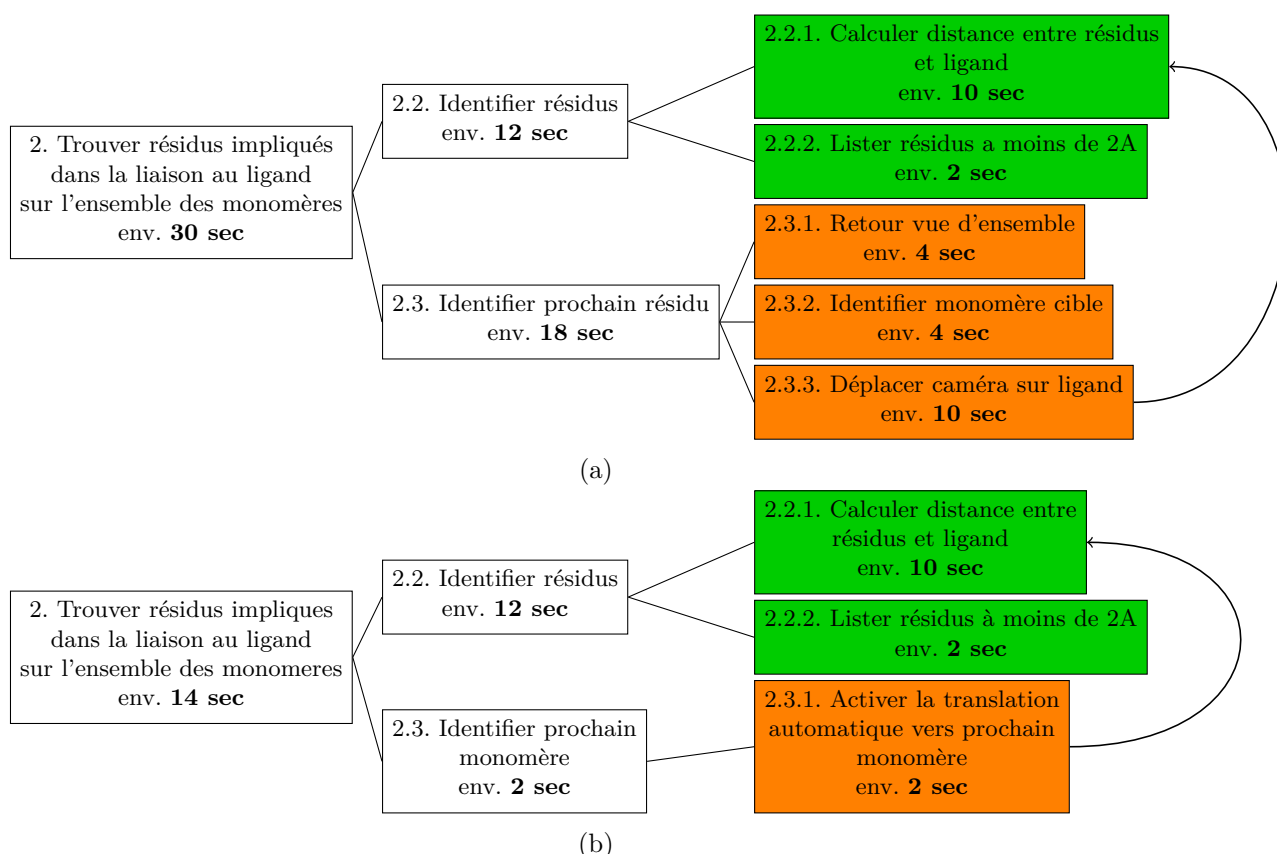 2. Trouver résidus impliqués
dans la liaison au ligand
sur l'ensemble des monomères
env. 30 sec
2.2. Identifier résidus
env. 12 sec
2.2.1. Calculer distance entre résidus
et ligand
env. 10 sec
2.2.2. Lister résidus a moins de 2A
env. 2 sec
2.3. Identifier prochain résidu
env. 18 sec
2.3.1. Retour vue d'ensemble
env. 4 sec
2.3.2. Identifier monomère cible
env. 4 sec
2.3.3. Déplacer caméra sur ligand
env. 10 sec
(a)
2. Trouver résidus impliques
dans la liaison au ligand
sur l'ensemble des monomeres
env. 14 sec
2.2. Identifier résidus
env. 12 sec
2.2.1. Calculer distance entre
résidus et ligand
env. 10 sec
2.2.2. Lister résidus à moins de 2A
env. 2 sec
2.3. Identifier prochain
monomère
env. 2 sec
2.3.1. Activer la translation
automatique vers prochain
monomère
env. 2 sec
(b)